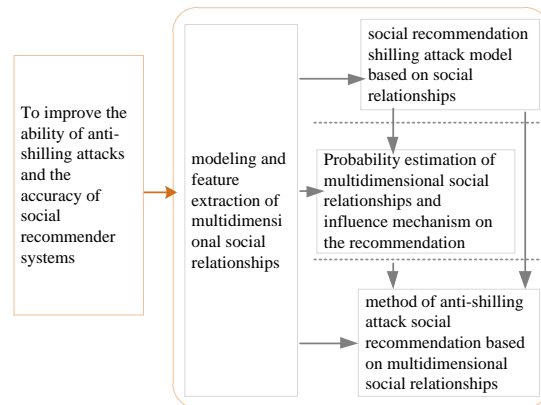 To improve the
ability of anti-
shilling attacks
and the
accuracy of
social
recommender
systems
modeling and
feature
extraction of
multidimensi
onal social
relationships
social recommendation
shilling attack model
based on social
relationships
Probability estimation of
multidimensional social
relationships and
influence mechanism on
the recommendation
method of anti-shilling
attack social
recommendation based
on multidimensional
social relationships